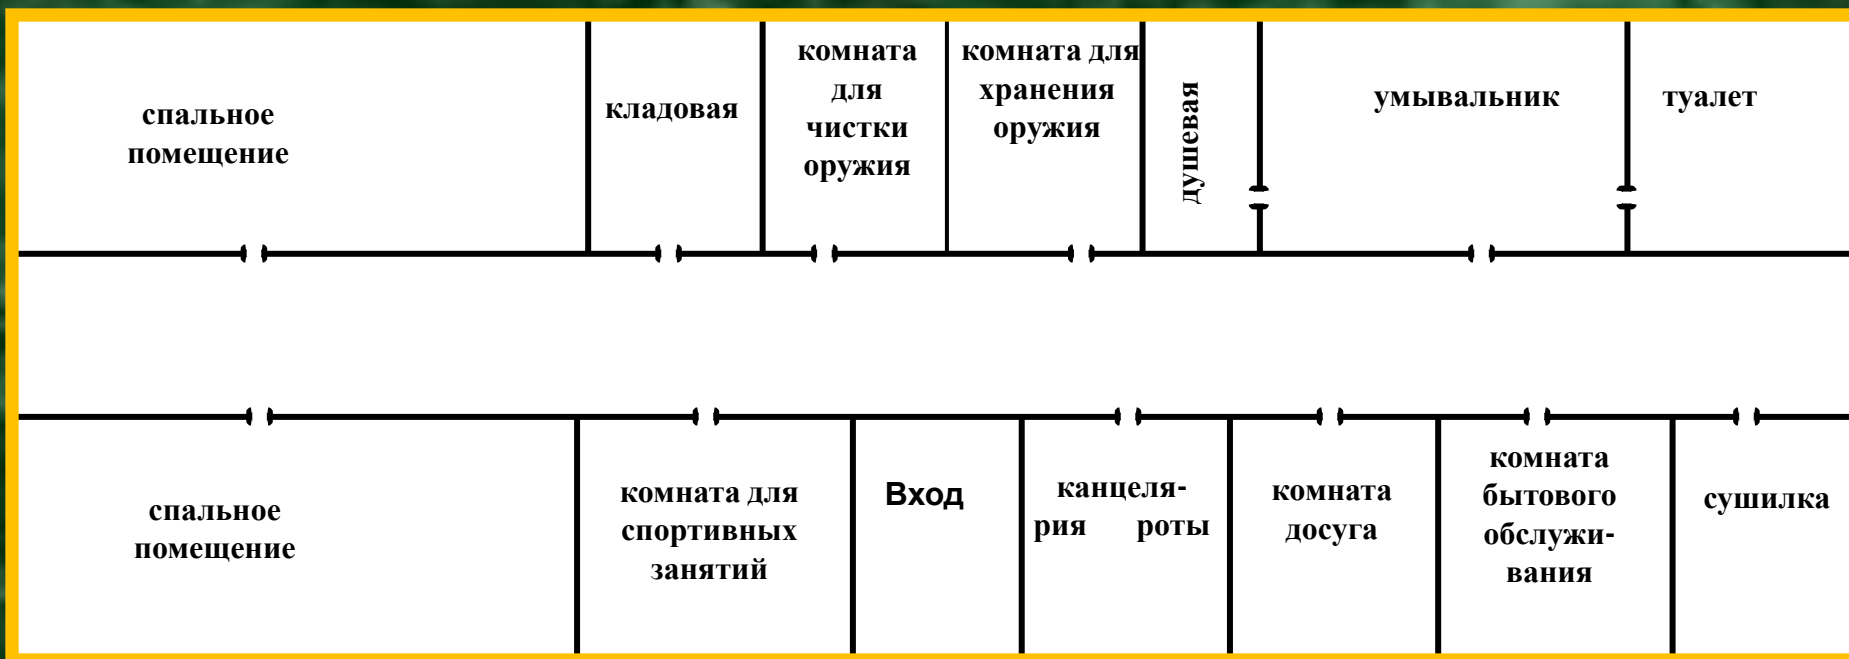 спальное
помещение
кладовая
комната
для
чистки
оружия
комната для
хранения
оружия
душевая
умывальник
туалет
спальное
помещение
комната для
спортивных
занятий
Вход
канцеля-
рия роты
комната
досуга
комната
бытового
обслужи-
вания
сушилка